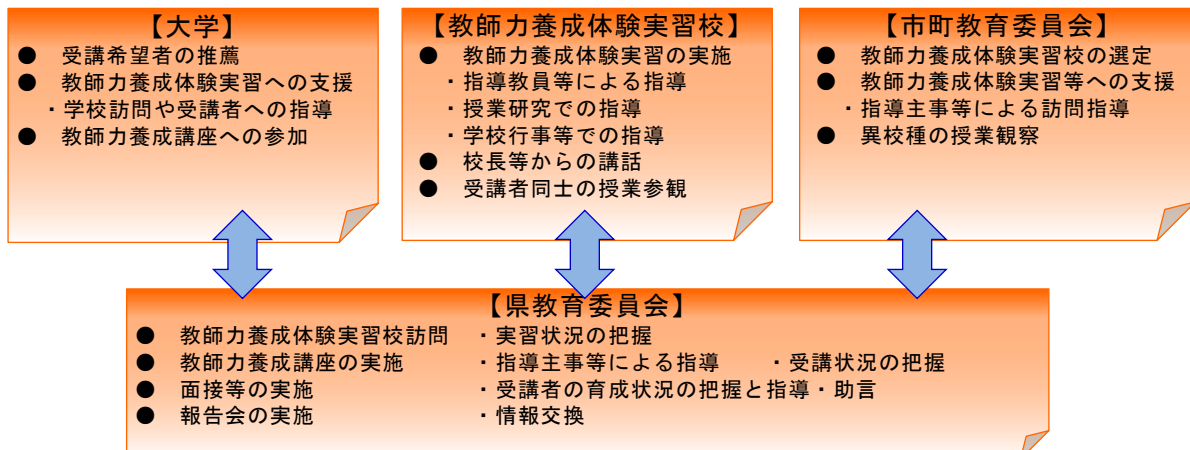 【大学】
● 受講希望者の推薦
● 教師力養成体験実習への支援
・学校訪問や受講者への指導
● 教師力養成講座への参加
【教師力養成体験実習校】
● 教師力養成体験実習の実施
・指導教員等による指導
・授業研究での指導
・学校行事等での指導
● 校長等からの講話
● 受講者同士の授業参観
【市町教育委員会】
● 教師力養成体験実習校の選定
● 教師力養成体験実習等への支援
・指導主事等による訪問指導
● 異校種の授業観察
【県教育委員会】
● 教師力養成体験実習校訪問 ・実習状況の把握
● 教師力養成講座の実施 ・指導主事等による指導 ・受講状況の把握
● 面接等の実施 ・受講者の育成状況の把握と指導・助言
● 報告会の実施 ・情報交換